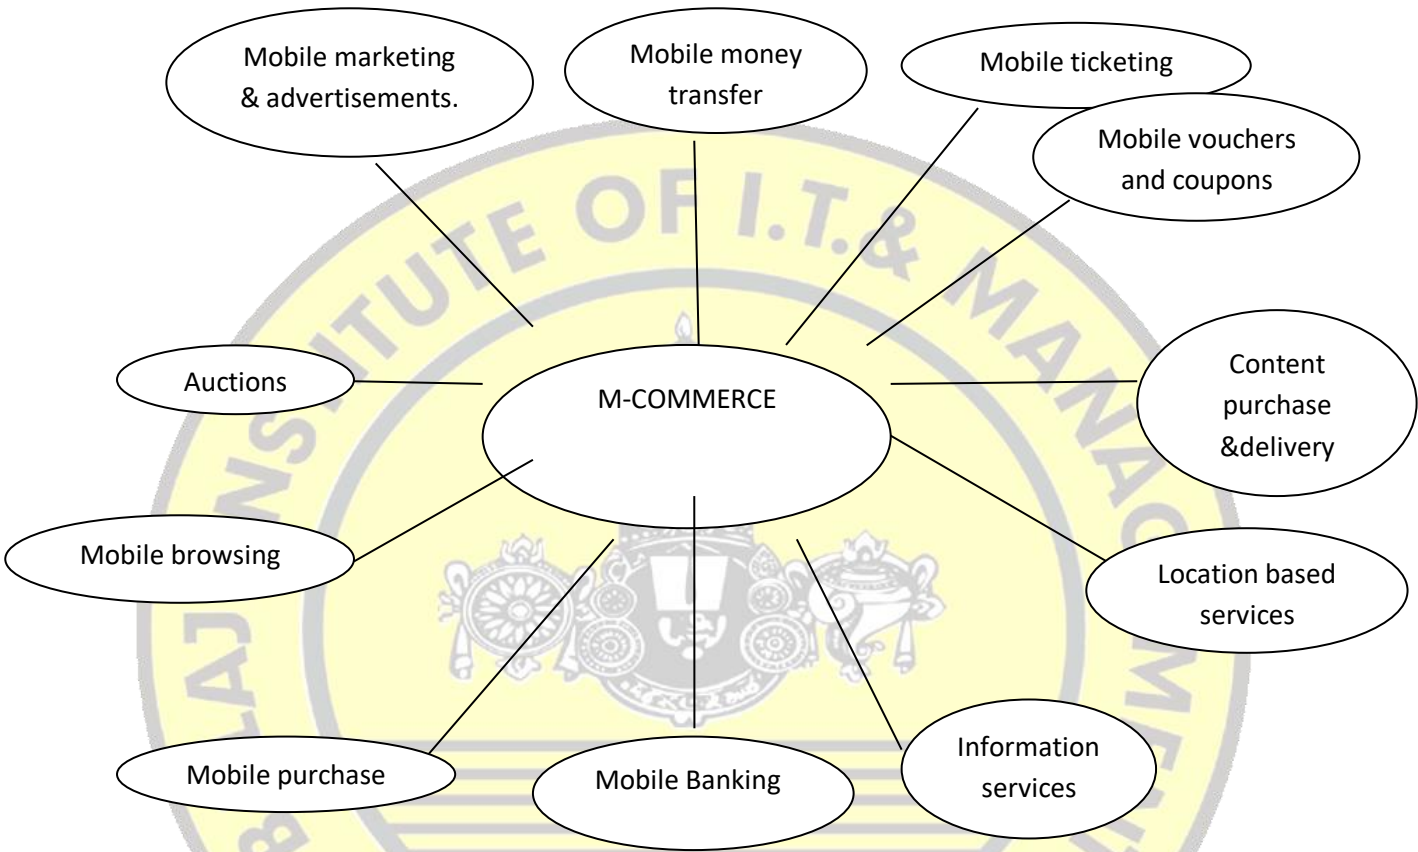 Mobile marketing
& advertisements.
Mobile money
transfer
Mobile ticketing
Mobile vouchers
and coupons
Auctions
M-COMMERCE
Content
purchase
&delivery
Mobile browsing
Location based
services
Mobile purchase
Mobile Banking
Information
services
OF I.T.&